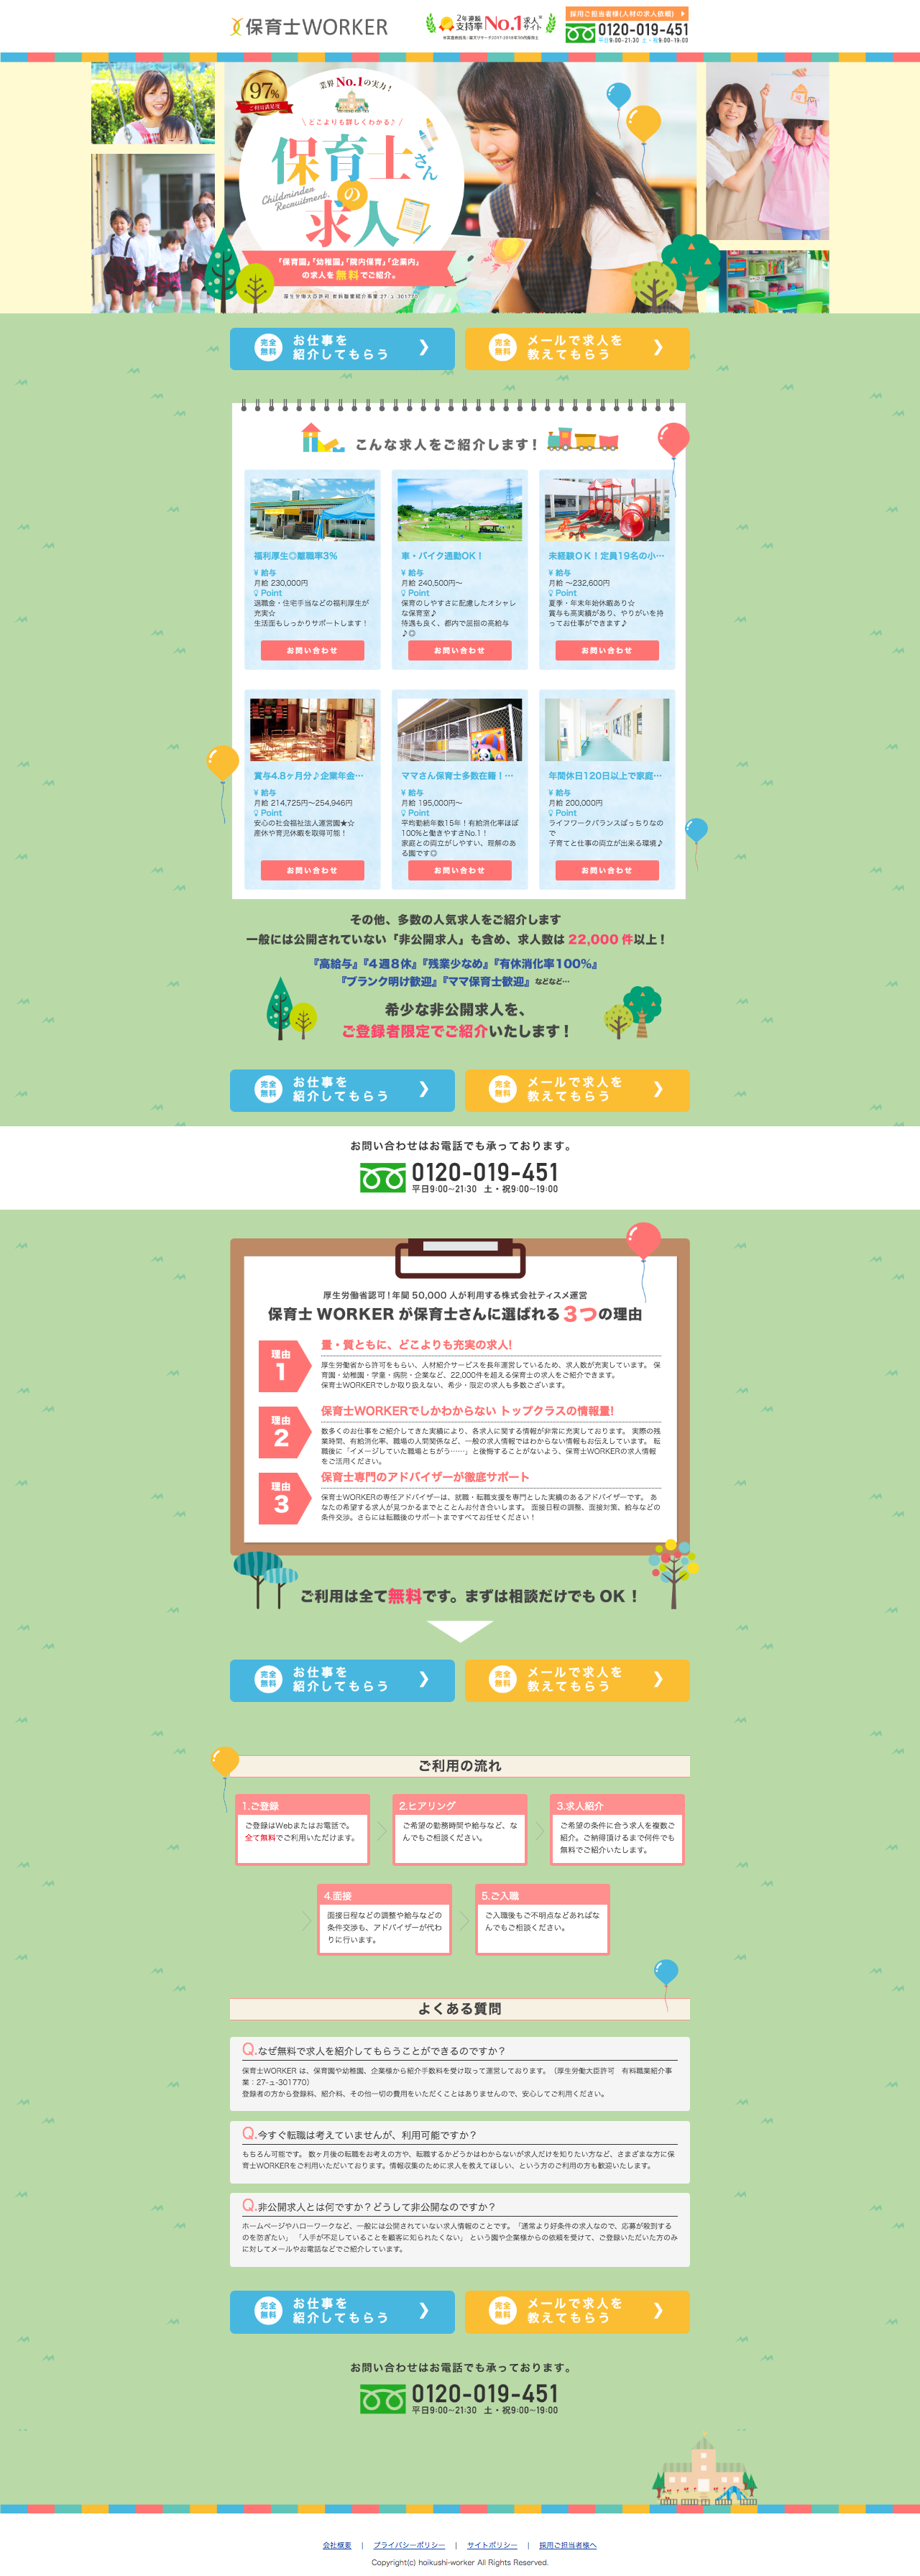 保育士WORKER
2年連続
支持率 No.1※ 求人サイト
採用ご担当者様(人材の求人依頼)
0120-019-451
平日9:00-21:30 土・祝9:00-19:00
97%
ご利用満足度
業界No.1の実力!
\ どこよりも詳しくわかる♪ /
保育士さん
の
求人
Childminder
Recruitment.
「保育園」「幼稚園」「院内保育」「企業内」
の求人を無料でご紹介。
厚生労働大臣許可 有料職業紹介事業 27-ユ-301770
完全無料
お仕事を
紹介してもらう
完全無料
メールで求人を
教えてもらう
こんな求人をご紹介します!
福利厚生◎離職率3%
¥ 給与
月給 230,000円
Point
退職金・住宅手当などの福利厚生が
充実☆
生活面もしっかりサポートします!
お問い合わせ
車・バイク通勤OK!
¥ 給与
月給 240,500円～
Point
保育のしやすさに配慮したオシャレ
な保育室♪
待遇も良く、都内で屈指の高給与
♪◎
お問い合わせ
未経験OK!定員19名の小…
¥ 給与
月給 ～232,600円
Point
夏季・年末年始休暇あり☆
賞与も高実績があり、やりがいを持
ってお仕事ができます♪
お問い合わせ
賞与4.8ヶ月分♪企業年金…
¥ 給与
月給 214,725円～254,946円
Point
安心の社会福祉法人運営園★☆
産休や育児休暇を取得可能!
お問い合わせ
ママさん保育士多数在籍!…
¥ 給与
月給 195,000円～
Point
平均勤続年数15年!有給消化率ほぼ
100%と働きやすさNo.1!
家庭との両立がしやすい、理解のあ
る園です◎
お問い合わせ
年間休日120日以上で家庭…
¥ 給与
月給 200,000円
Point
ライフワークバランスばっちりなの
で
子育てと仕事の両立が出来る環境♪
お問い合わせ
その他、多数の人気求人をご紹介します
一般には公開されていない「非公開求人」も含め、求人数は 22,000 件以上!
『高給与』『4週8休』『残業少なめ』『有休消化率100%』
『ブランク明け歓迎』『ママ保育士歓迎』などなど…
希少な非公開求人を、
ご登録者限定でご紹介いたします!
完全無料
お仕事を
紹介してもらう
完全無料
メールで求人を
教えてもらう
お問い合わせはお電話でも承っております。
0120-019-451
平日9:00～21:30 土・祝9:00～19:00
厚生労働省認可!年間 50,000 人が利用する株式会社ティスメ運営
保育士 WORKER が保育士さんに選ばれる 3つの理由
理由
1
量・質ともに、どこよりも充実の求人!
厚生労働省から許可をもらい、人材紹介サービスを長年運営しているため、求人数が充実しています。 保
育園・幼稚園・学童・病院・企業など、22,000件を超える保育士の求人をご紹介できます。
保育士WORKERでしか取り扱えない、希少・限定の求人も多数ございます。
理由
2
保育士WORKERでしかわからない トップクラスの情報量!
数多くのお仕事をご紹介してきた実績により、各求人に関する情報が非常に充実しております。 実際の残
業時間、有給消化率、職場の人間関係など、一般の求人情報ではわからない情報もお伝えしています。 転
職後に「イメージしていた職場とちがう……」と後悔することがないよう、保育士WORKERの求人情報
をご活用ください。
理由
3
保育士専門のアドバイザーが徹底サポート
保育士WORKERの専任アドバイザーは、就職・転職支援を専門とした実績のあるアドバイザーです。 あ
なたの希望する求人が見つかるまでとことんお付き合いします。 面接日程の調整、面接対策、給与などの
条件交渉。さらには転職後のサポートまですべてお任せください!
ご利用は全て無料です。まずは相談だけでも OK !
完全無料
お仕事を
紹介してもらう
完全無料
メールで求人を
教えてもらう
ご利用の流れ
1.ご登録
ご登録はWebまたはお電話で。
全て無料でご利用いただけます。
2.ヒアリング
ご希望の勤務時間や給与など、な
んでもご相談ください。
3.求人紹介
ご希望の条件に合う求人を複数ご
紹介。ご納得頂けるまで何件でも
無料でご紹介いたします。
4.面接
面接日程などの調整や給与などの
条件交渉も、アドバイザーが代わ
りに行います。
5.ご入職
ご入職後もご不明点などあればな
んでもご相談ください。
よくある質問
Q.なぜ無料で求人を紹介してもらうことができるのですか?
保育士WORKER は、保育園や幼稚園、企業様から紹介手数料を受け取って運営しております。（厚生労働大臣許可 有料職業紹介事
業：27-ュ-301770）
登録者の方から登録料、紹介料、その他一切の費用をいただくことはありませんので、安心してご利用ください。
Q.今すぐ転職は考えていませんが、利用可能ですか?
もちろん可能です。 数ヶ月後の転職をお考えの方や、転職するかどうかはわからないが求人だけを知りたい方など、さまざまな方に保
育士WORKERをご利用いただいております。情報収集のために求人を教えてほしい、という方のご利用の方も歓迎いたします。
Q.非公開求人とは何ですか?どうして非公開なのですか?
ホームページやハローワークなど、一般には公開されていない求人情報のことです。「通常より好条件の求人なので、応募が殺到する
のを防ぎたい」「人手が不足していることを顧客に知られたくない」 という園や企業様からの依頼を受けて、ご登録いただいた方のみ
に対してメールやお電話などでご紹介しています。
完全無料
お仕事を
紹介してもらう
完全無料
メールで求人を
教えてもらう
お問い合わせはお電話でも承っております。
0120-019-451
平日9:00～21:30 土・祝9:00～19:00
会社概要 | プライバシーポリシー | サイトポリシー | 採用ご担当者様へ
Copyright(c) hoikushi-worker All Rights Reserved.